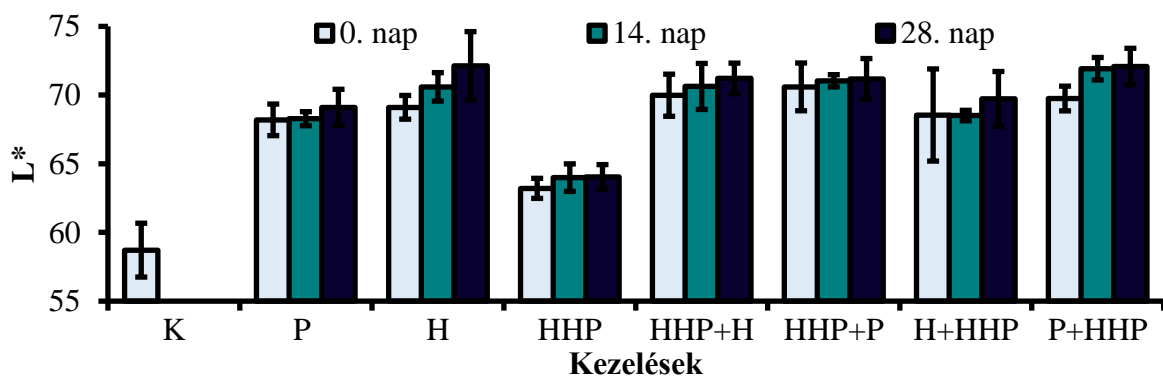 75
0. nap 14. nap 28. nap
70
65
60
55
L*
K P H HHP HHP+H HHP+P H+HHP P+HHP
Kezelések